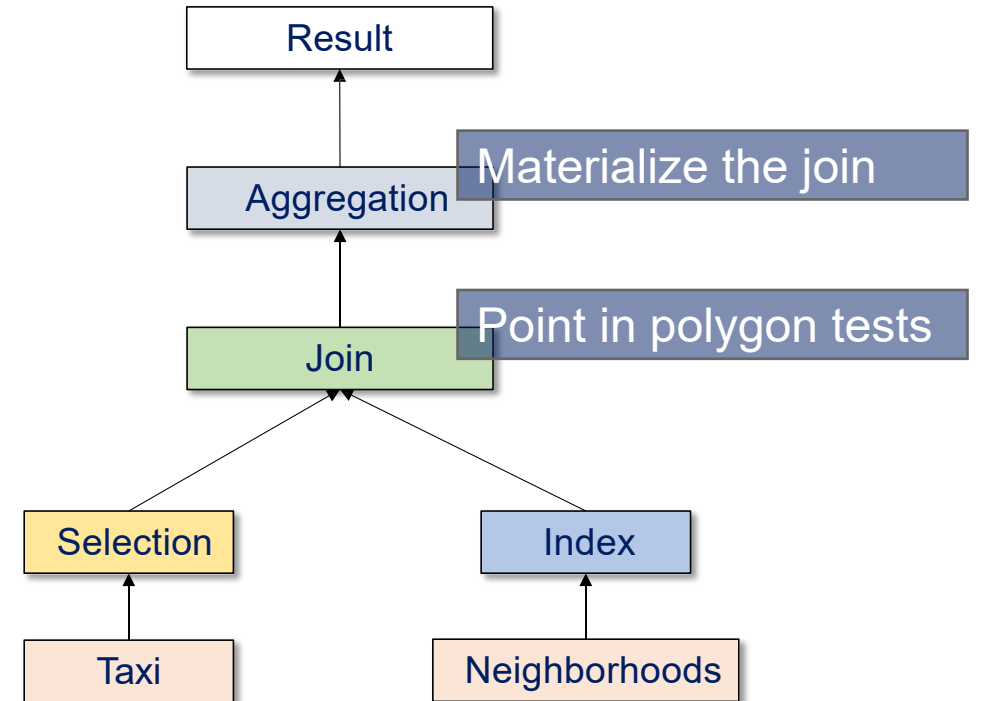 Result
Materialize the join
Aggregation
Point in polygon tests
Join
Selection
Index
Taxi
Neighborhoods